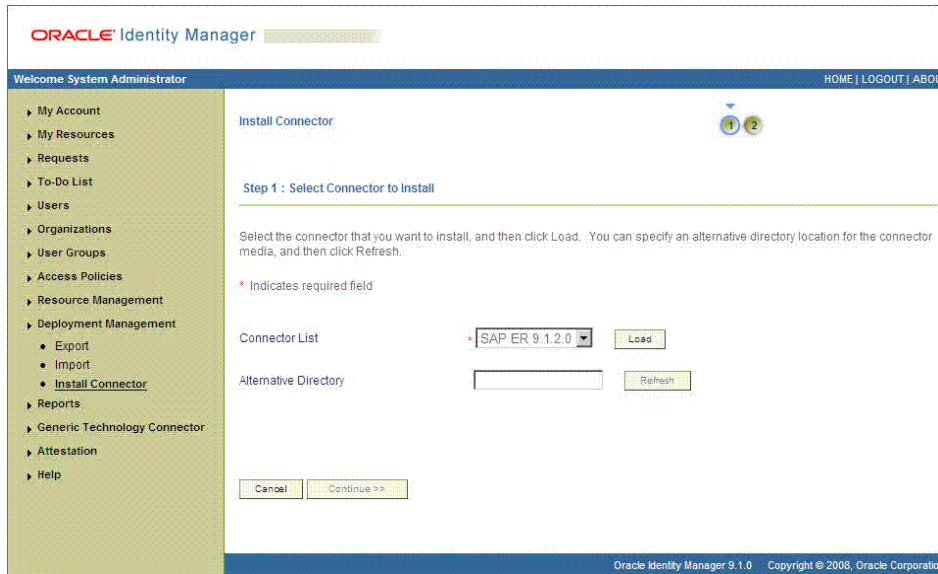 ORACLE Identity Manager
Welcome System Administrator
HOME | LOGOUT | ABOU
My Account
My Resources
Requests
To-Do List
Users
Organizations
User Groups
Access Policies
Resource Management
Deployment Management
Export
Import
Install Connector
Reports
Generic Technology Connector
Attestation
Help
Install Connector
1 2
Step 1 : Select Connector to Install
Select the connector that you want to install, and then click Load. You can specify an alternative directory location for the connector
media, and then click Refresh.
* Indicates required field
Connector List * SAP ER 9.1.2.0 Load
Alternative Directory Refresh
Cancel Continue >>
Oracle Identity Manager 9.1.0 Copyright © 2008, Oracle Corporatio